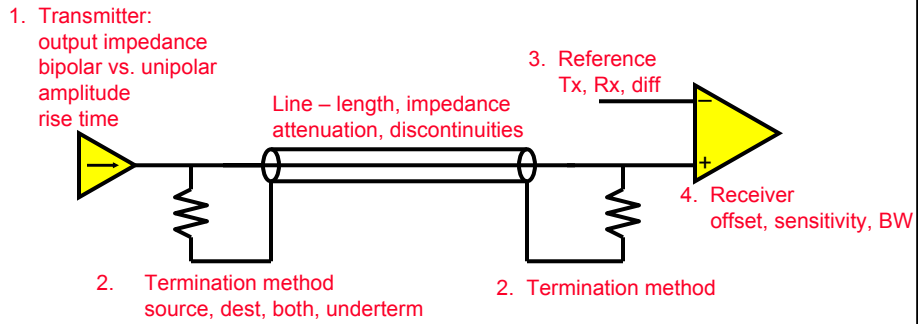 1. Transmitter:
output impedance
bipolar vs. unipolar
amplitude
rise time
Line – length, impedance
attenuation, discontinuities
3. Reference
Tx, Rx, diff
–
+
4. Receiver
offset, sensitivity, BW
2. Termination method
source, dest, both, underterm
2. Termination method